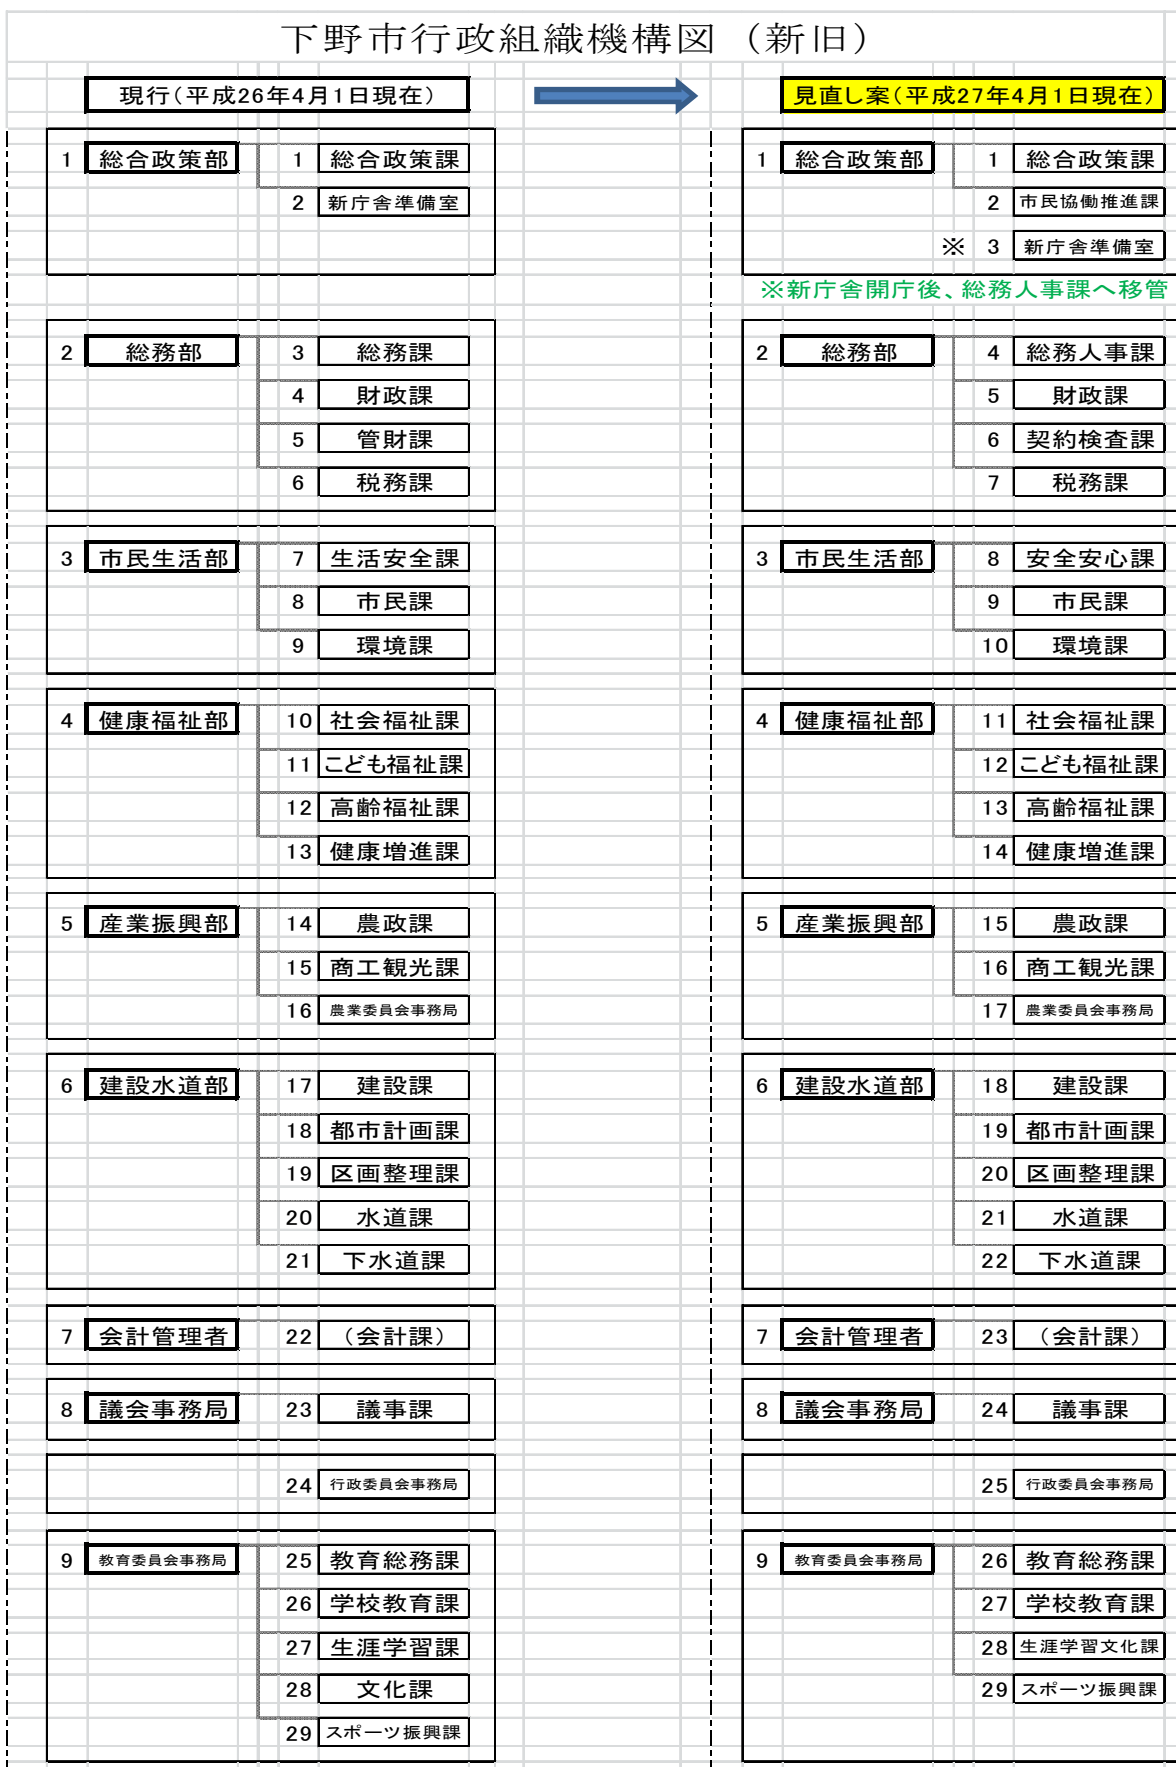 下野市行政組織機構図（新旧）
現行（平成26年4月1日現在）
見直し案（平成27年4月1日現在）
1 総合政策部 1 総合政策課
2 新庁舎準備室
2 総務部 3 総務課
4 財政課
5 管財課
6 税務課
3 市民生活部 7 生活安全課
8 市民課
9 環境課
4 健康福祉部 10 社会福祉課
11 こども福祉課
12 高齢福祉課
13 健康増進課
5 産業振興部 14 農政課
15 商工観光課
16 農業委員会事務局
6 建設水道部 17 建設課
18 都市計画課
19 区画整理課
20 水道課
21 下水道課
7 会計管理者 22 （会計課）
8 議会事務局 23 議事課
24 行政委員会事務局
9 教育委員会事務局 25 教育総務課
26 学校教育課
27 生涯学習課
28 文化課
29 スポーツ振興課
1 総合政策部 1 総合政策課
2 市民協働推進課
※ 3 新庁舎準備室
※新庁舎開庁後、総務人事課へ移管
2 総務部 4 総務人事課
5 財政課
6 契約検査課
7 税務課
3 市民生活部 8 安全安心課
9 市民課
10 環境課
4 健康福祉部 11 社会福祉課
12 こども福祉課
13 高齢福祉課
14 健康増進課
5 産業振興部 15 農政課
16 商工観光課
17 農業委員会事務局
6 建設水道部 18 建設課
19 都市計画課
20 区画整理課
21 水道課
22 下水道課
7 会計管理者 23 （会計課）
8 議会事務局 24 議事課
25 行政委員会事務局
9 教育委員会事務局 26 教育総務課
27 学校教育課
28 生涯学習文化課
29 スポーツ振興課